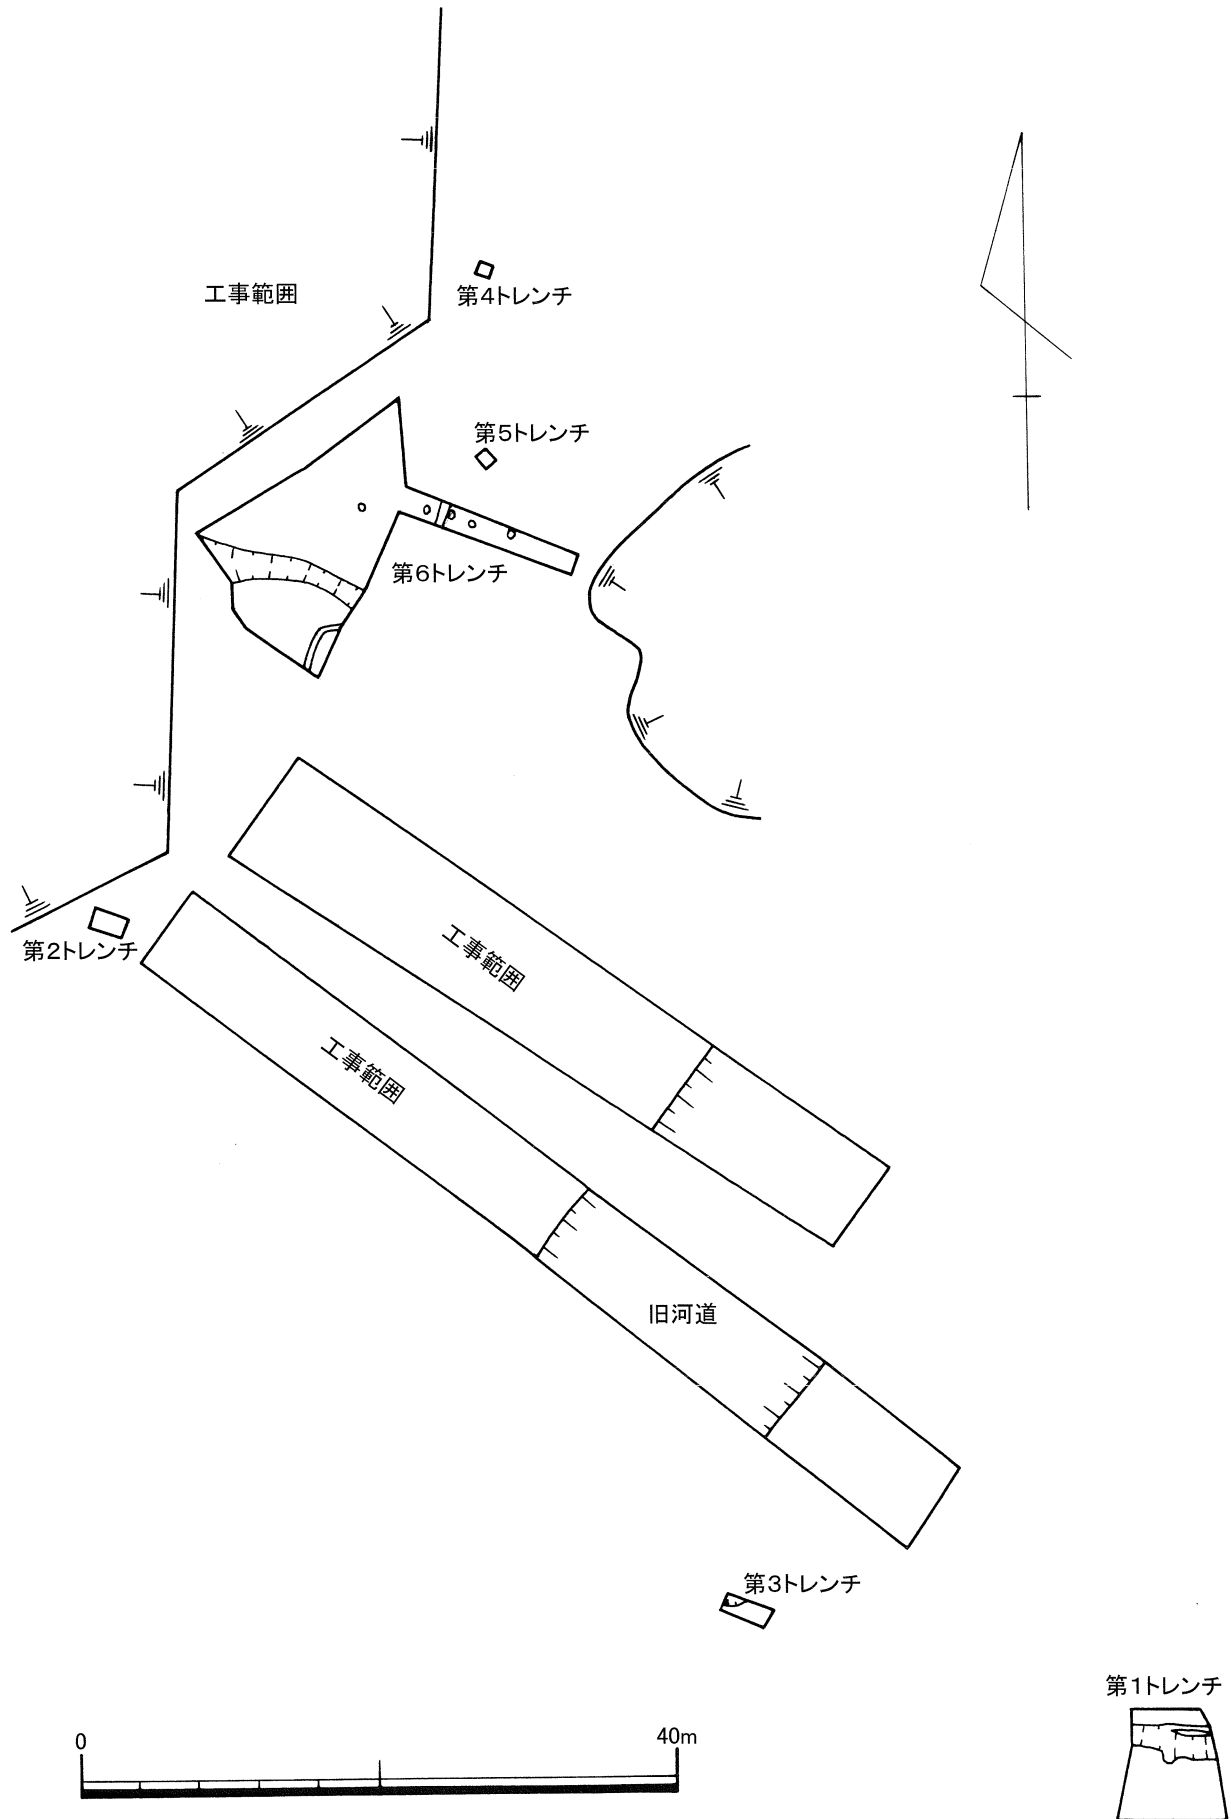 工事範囲
第4トレンチ
第5トレンチ
第6トレンチ
第2トレンチ
工事範囲
工事範囲
旧河道
第3トレンチ
第1トレンチ
0 40m